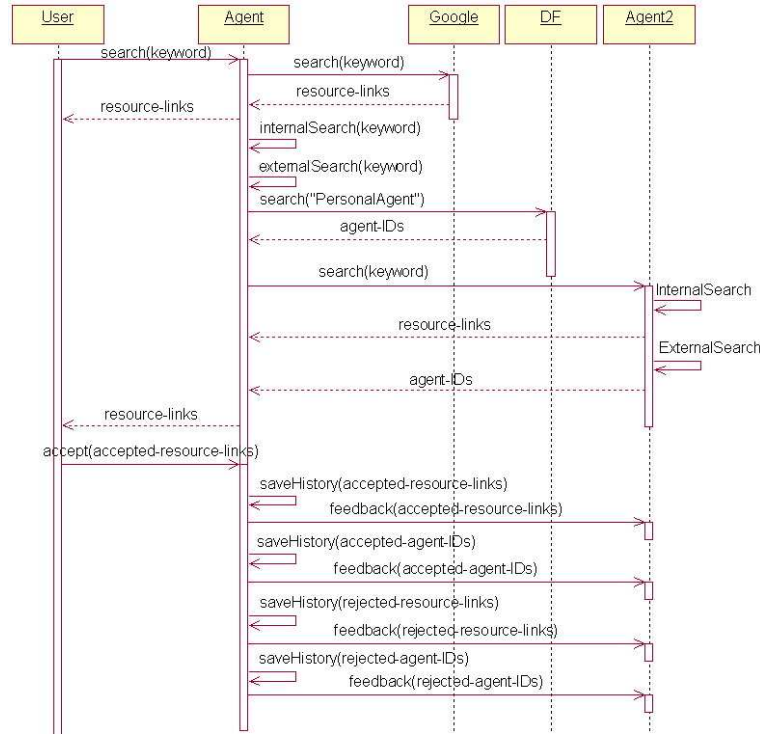 User Agent Google DF Agent2
search(keyword)
search(keyword)
resource-links
resource-links
internalSearch(keyword)
externalSearch(keyword)
search("PersonalAgent")
agent-IDs
search(keyword)
InternalSearch
resource-links
ExternalSearch
agent-IDs
resource-links
accept(accepted-resource-links)
saveHistory(accepted-resource-links)
feedback(accepted-resource-links)
saveHistory(accepted-agent-IDs)
feedback(accepted-agent-IDs)
saveHistory(rejected-resource-links)
feedback(rejected-resource-links)
saveHistory(rejected-agent-IDs)
feedback(rejected-agent-IDs)